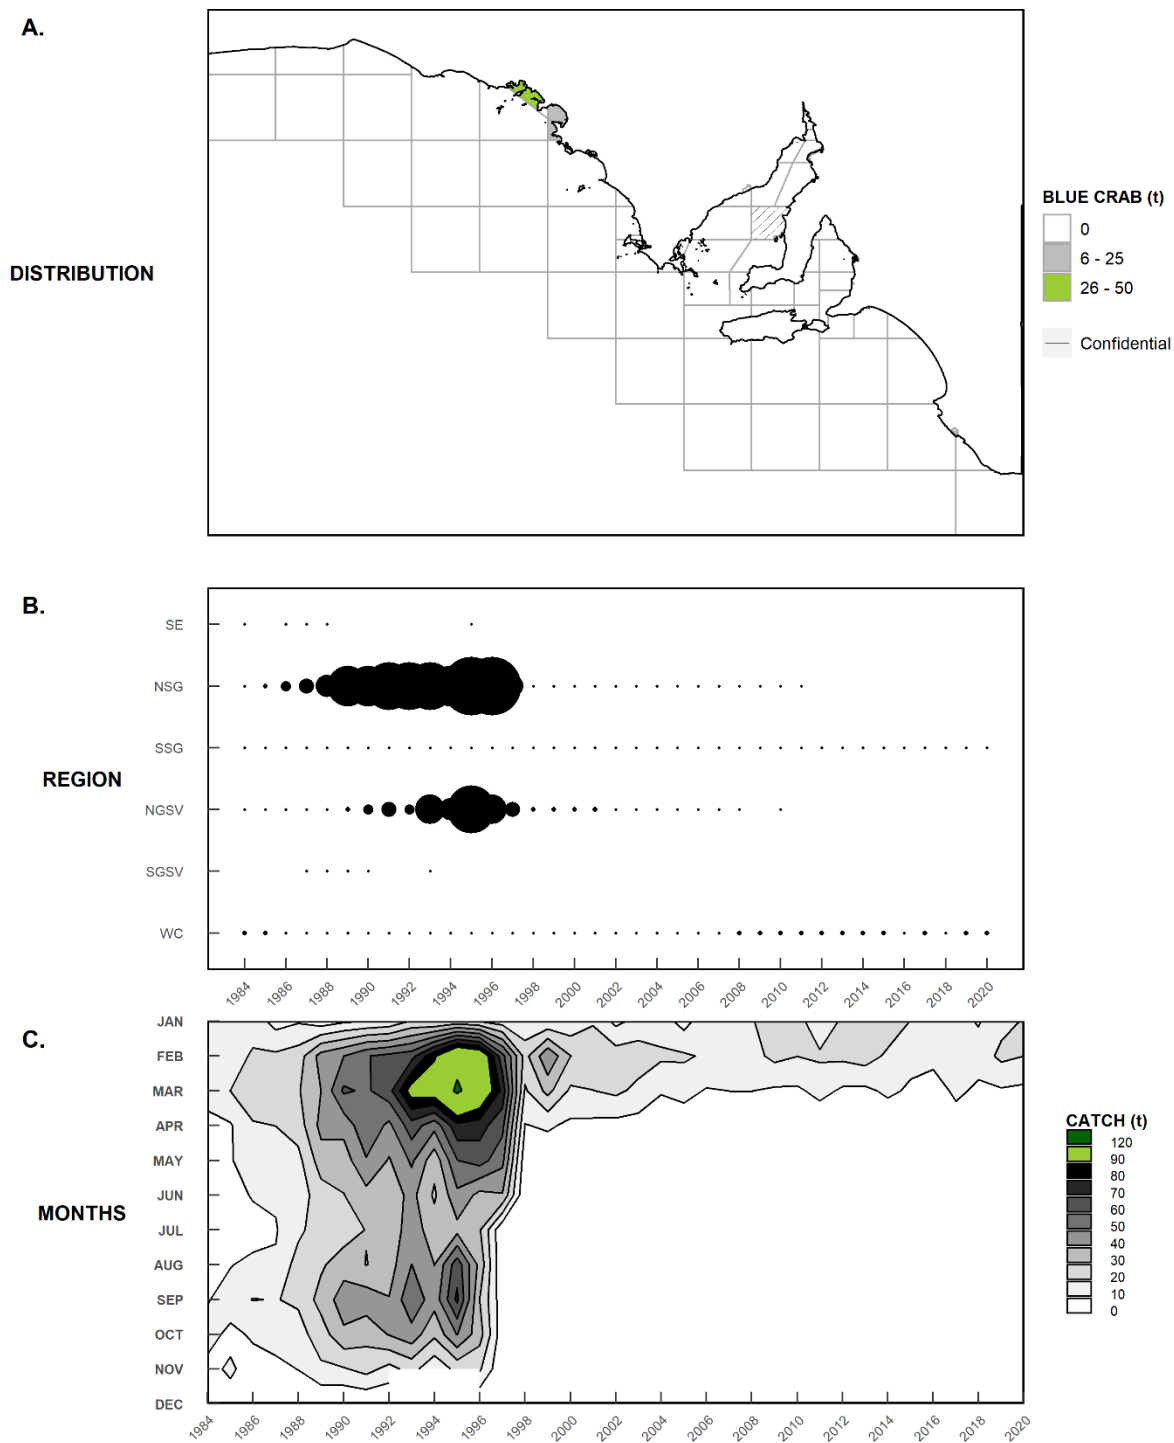 A.
DISTRIBUTION
BLUE CRAB (t)
0
6 - 25
26 - 50
Confidential
B.
REGION
SE
NSG
SSG
NGSV
SGSV
WC
1984 1986 1988 1990 1992 1994 1996 1998 2000 2002 2004 2006 2008 2010 2012 2014 2016 2018 2020
C.
MONTHS
JAN
FEB
MAR
APR
MAY
JUN
JUL
AUG
SEP
OCT
NOV
DEC
1984 1986 1988 1990 1992 1994 1996 1998 2000 2002 2004 2006 2008 2010 2012 2014 2016 2018 2020
CATCH (t)
120
90
80
70
60
50
40
30
20
10
0